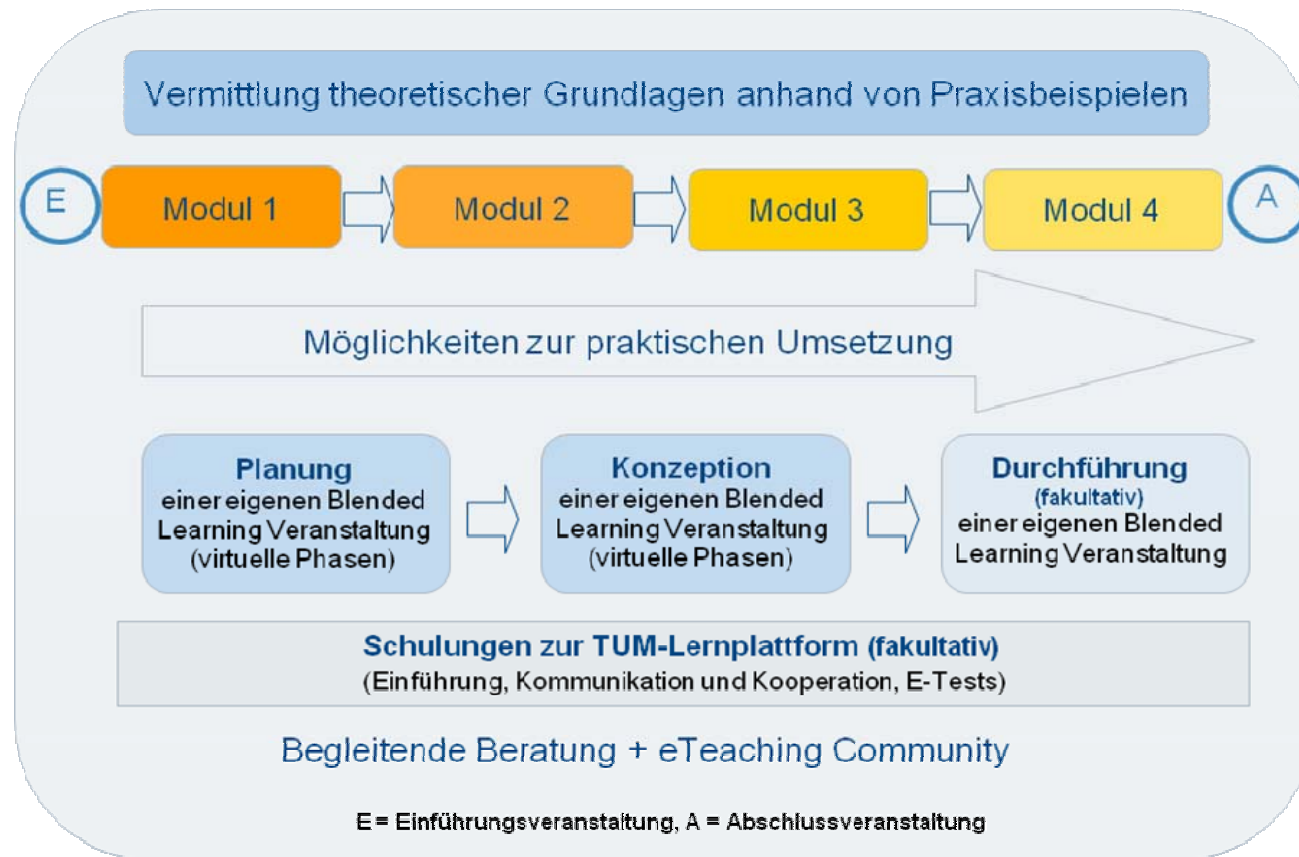 Vermittlung theoretischer Grundlagen anhand von Praxisbeispielen
E
Modul 1
Modul 2
Modul 3
Modul 4
A
Möglichkeiten zur praktischen Umsetzung
Planung
einer eigenen Blended
Learning Veranstaltung
(virtuelle Phasen)
Konzeption
einer eigenen Blended
Learning Veranstaltung
(virtuelle Phasen)
Durchführung
(fakultativ)
einer eigenen Blended
Learning Veranstaltung
Schulungen zur TUM-Lernplattform (fakultativ)
(Einführung, Kommunikation und Kooperation, E-Tests)
Begleitende Beratung + eTeaching Community
E = Einführungsveranstaltung, A = Abschlussveranstaltung